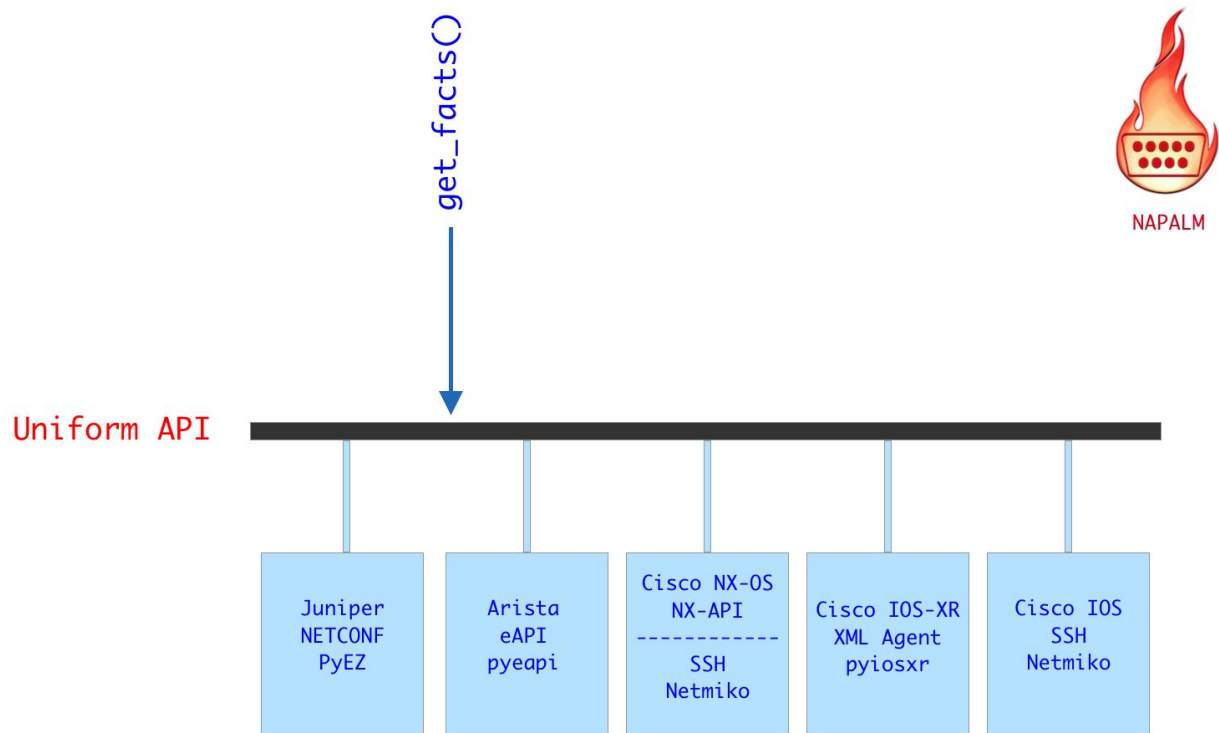 get_facts()
NAPALM
Uniform API
Juniper
NETCONF
PyEZ
Arista
eAPI
pyeapi
Cisco NX-OS
NX-API
------------
SSH
Netmiko
Cisco IOS-XR
XML Agent
pyiosxr
Cisco IOS
SSH
Netmiko